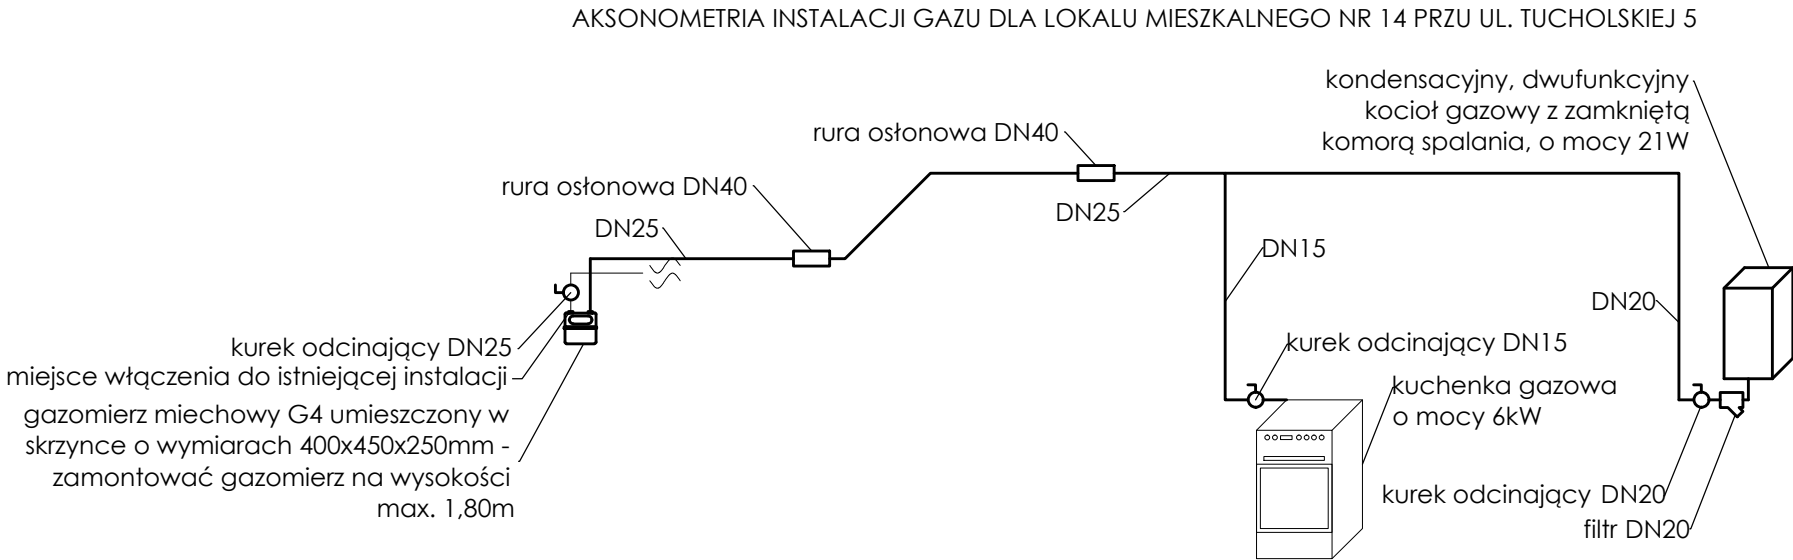 AKSONOMETRIA INSTALACJI GAZU DLA LOKALU MIESZKALNEGO NR 14 PRZU UL. TUCHOLSKIEJ 5
kondensacyjny, dwufunkcyjny
kocioł gazowy z zamkniętą
komorą spalania, o mocy 21W
rura osłonowa DN40
rura osłonowa DN40
DN25
DN25
DN15
DN20
kurek odcinający DN25
miejsce włączenia do istniejącej instalacji
gazomierz miechowy G4 umieszczony w
skrzynce o wymiarach 400x450x250mm -
zamontować gazomierz na wysokości
max. 1,80m
kurek odcinający DN15
kuchenka gazowa
o mocy 6kW
kurek odcinający DN20
filtr DN20